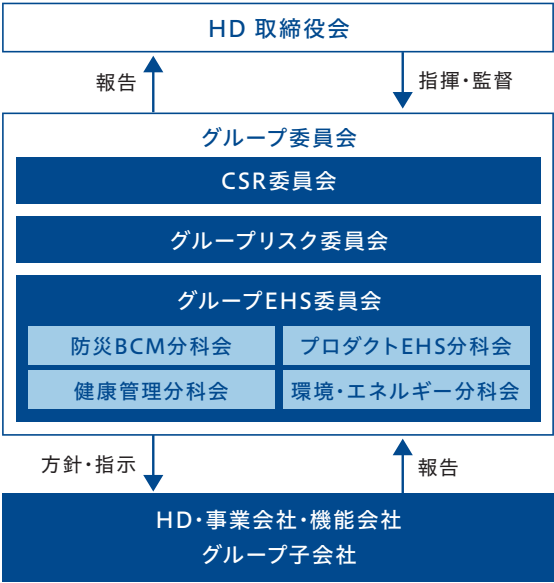 HD 取締役会
報告
指揮・監督
グループ委員会
CSR委員会
グループリスク委員会
グループEHS委員会
防災BCM分科会
プロダクトEHS分科会
健康管理分科会
環境・エネルギー分科会
方針・指示
報告
HD・事業会社・機能会社
グループ子会社